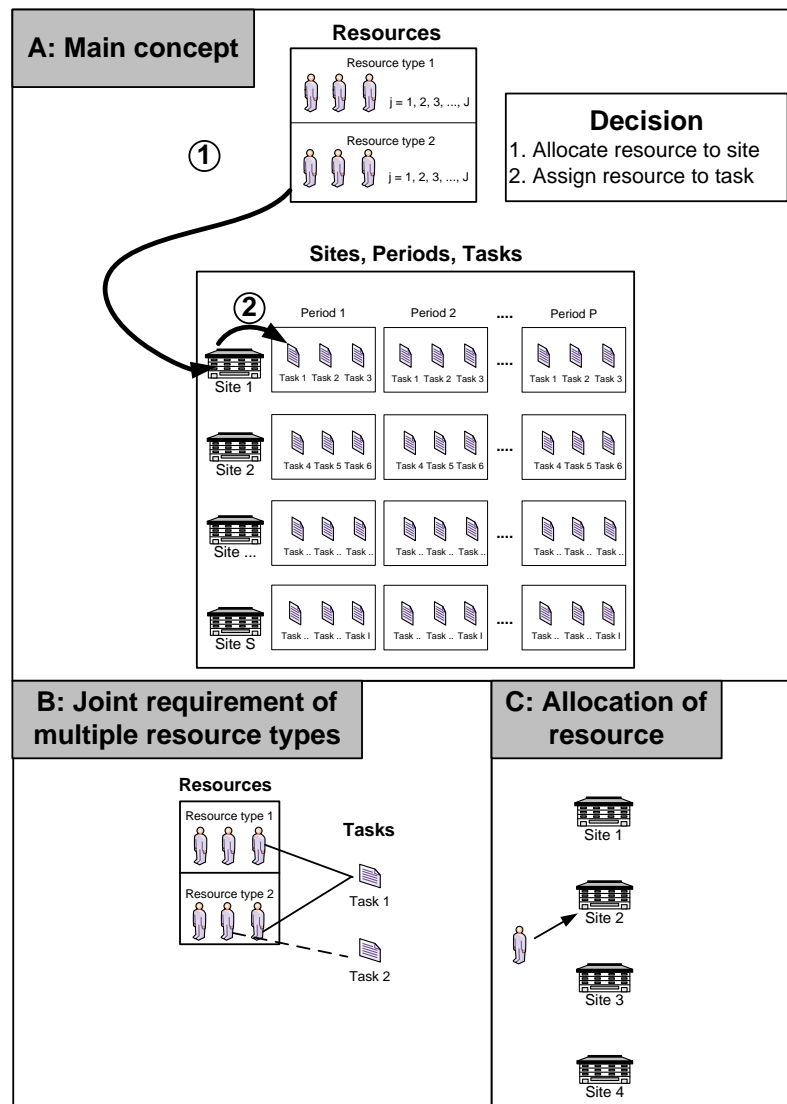 A: Main concept
Resources
Resource type 1
j = 1, 2, 3, ..., J
Resource type 2
j = 1, 2, 3, ..., J
1
Decision
1. Allocate resource to site
2. Assign resource to task
Sites, Periods, Tasks
2
Period 1 Period 2 .... Period P
....
Task 1 Task 2 Task 3 Task 1 Task 2 Task 3 Task 1 Task 2 Task 3
Site 1
....
Task 4 Task 5 Task 6 Task 4 Task 5 Task 6 Task 4 Task 5 Task 6
Site 2
....
Task .. Task .. Task .. Task .. Task .. Task .. Task .. Task .. Task ..
Site ...
....
Task .. Task .. Task I Task .. Task .. Task I Task .. Task .. Task I
Site S
B: Joint requirement of
multiple resource types
Resources
Resource type 1
Resource type 2
Tasks
Task 1
Task 2
C: Allocation of
resource
Site 1
Site 2
Site 3
Site 4